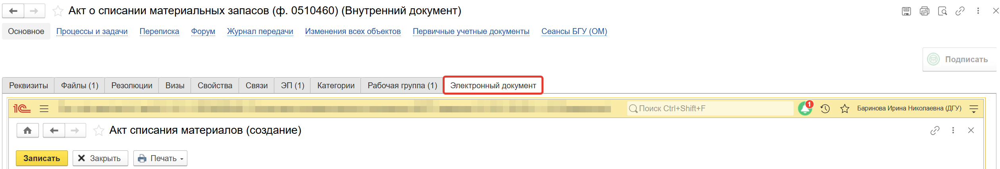 Акт о списании материальных запасов (ф. 0510460) (Внутренний документ)
Основное Процессы и задачи Переписка Форум Журнал передачи Изменения всех объектов Первичные учетные документы Сеансы БГУ (ОМ)
Подписать
Реквизиты Файлы (1) Резолюции Визы Свойства Связи ЭП (1) Категории Рабочая группа (1) Электронный документ
1С Поиск Ctrl+Shift+F 1 Баринова Ирина Николаевна (ДГУ)
Акт списания материалов (создание)
Записать Закрыть Печать